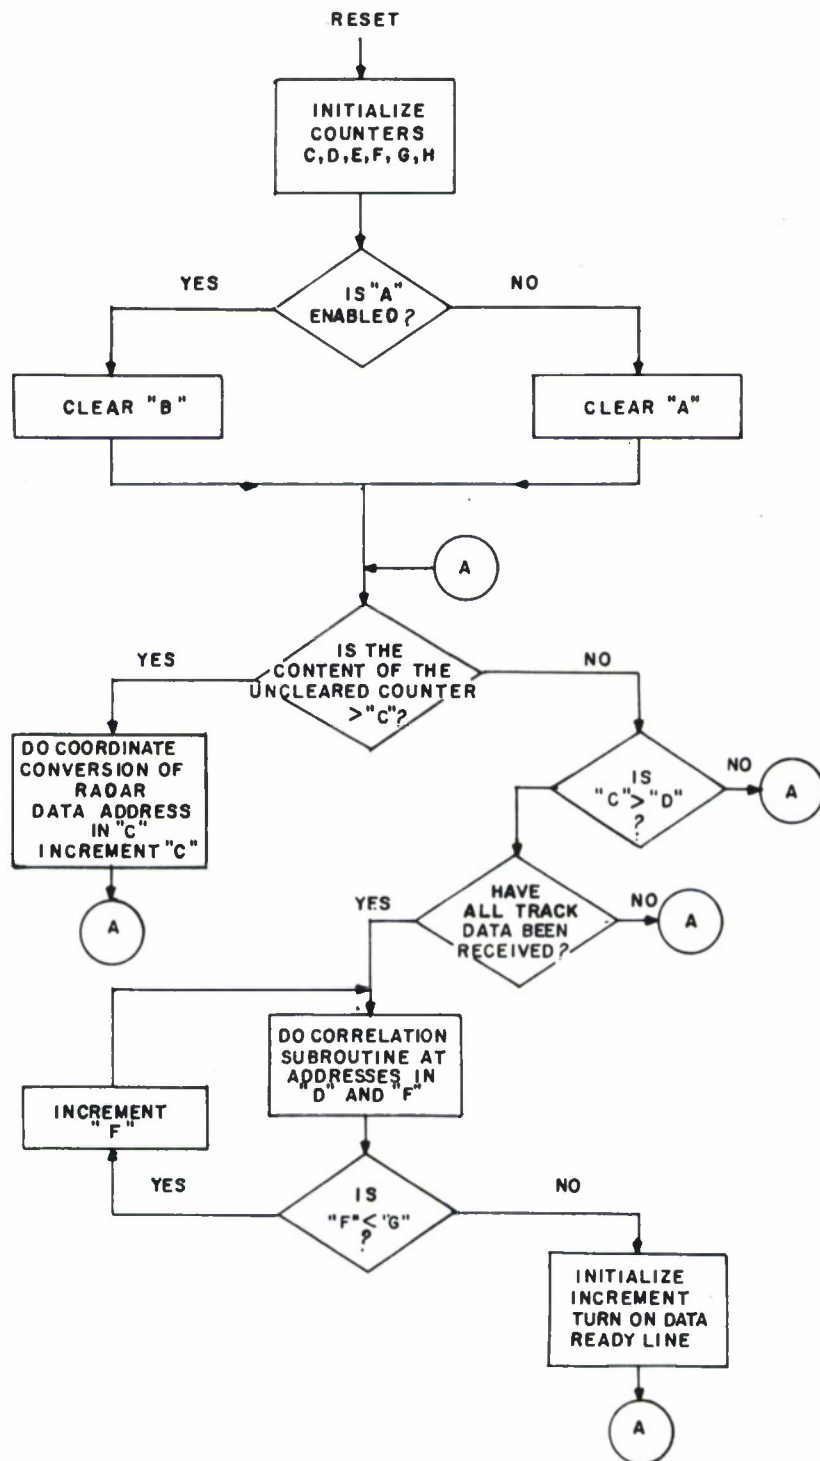 RESET
INITIALIZE
COUNTERS
C, D, E, F, G, H
YES
NO
IS "A"
ENABLED ?
CLEAR "B"
CLEAR "A"
A
YES
NO
IS THE
CONTENT OF THE
UNCLEARED COUNTER
> "C" ?
DO COORDINATE
CONVERSION OF
RADAR
DATA ADDRESS
IN "C"
INCREMENT "C"
IS
"C" > "D"
?
NO
A
A
YES
HAVE
ALL TRACK
DATA BEEN
RECEIVED ?
NO
A
DO CORRELATION
SUBROUTINE AT
ADDRESSES IN
"D" AND "F"
INCREMENT
"F"
YES
IS
"F" < "G"
?
NO
INITIALIZE
INCREMENT
TURN ON DATA
READY LINE
A